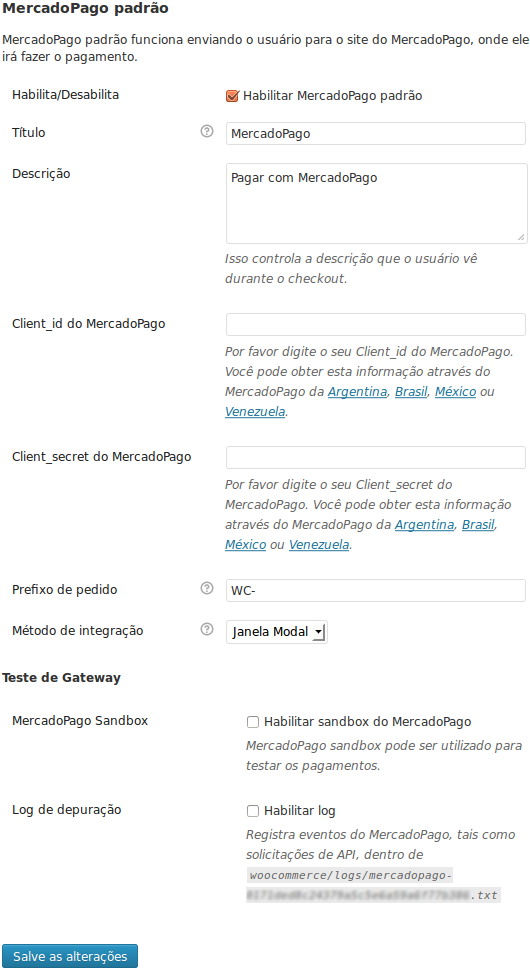 MercadoPago padrão
MercadoPago padrão funciona enviando o usuário para o site do MercadoPago, onde ele
irá fazer o pagamento.
Habilita/Desabilita
Habilitar MercadoPago padrão
Título
?
MercadoPago
Descrição
Pagar com MercadoPago
Isso controla a descrição que o usuário vê
durante o checkout.
Client_id do MercadoPago
Por favor digite o seu Client_id do MercadoPago.
Você pode obter esta informação através do
MercadoPago da Argentina, Brasil, México ou
Venezuela.
Client_secret do MercadoPago
Por favor digite o seu Client_secret do
MercadoPago. Você pode obter esta informação
através do MercadoPago da Argentina, Brasil,
México ou Venezuela.
Prefixo de pedido
?
WC-
Método de integração
?
Janela Modal
Teste de Gateway
MercadoPago Sandbox
Habilitar sandbox do MercadoPago
MercadoPago sandbox pode ser utilizado para
testar os pagamentos.
Log de depuração
Habilitar log
Registra eventos do MercadoPago, tais como
solicitações de API, dentro de
woocommerce/logs/mercadopago-
.txt
Salve as alterações